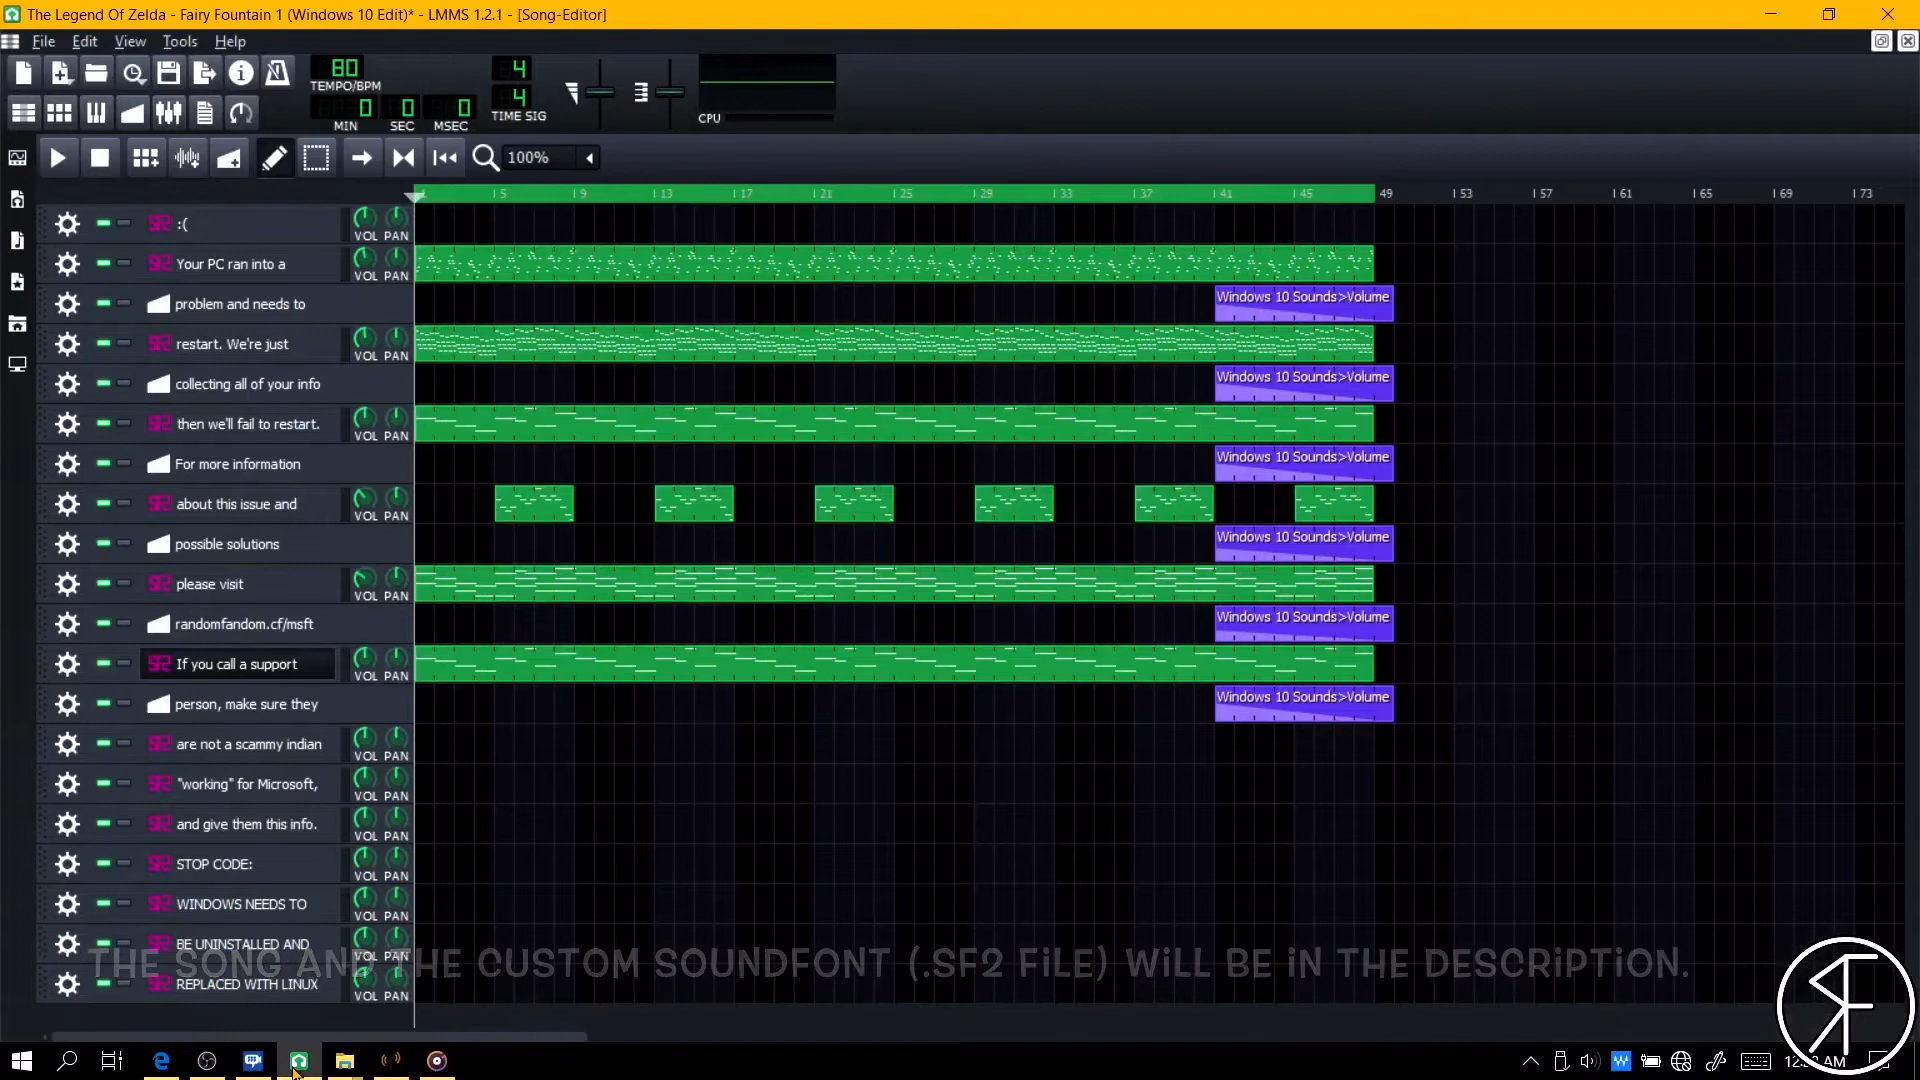 The Legend Of Zelda - Fairy Fountain 1 (Windows 10 Edit)* - LMMS 1.2.1 - [Song-Editor]
File Edit View Tools Help
80
TEMPO/BPM
0 0 0
MIN SEC MSEC
4
4
TIME SIG
CPU
100%
5 9 13 17 21 25 29 33 37 41 45 49 53 57 61 65 69 73
:( VOL PAN
Your PC ran into a VOL PAN
problem and needs to Windows 10 Sounds>Volume
restart. We're just VOL PAN
collecting all of your info Windows 10 Sounds>Volume
then we'll fail to restart. VOL PAN
For more information Windows 10 Sounds>Volume
about this issue and VOL PAN
possible solutions Windows 10 Sounds>Volume
please visit VOL PAN
randomfandom.cf/msft Windows 10 Sounds>Volume
If you call a support VOL PAN
person, make sure they Windows 10 Sounds>Volume
are not a scammy indian VOL PAN
"working" for Microsoft, VOL PAN
and give them this info. VOL PAN
STOP CODE: VOL PAN
WINDOWS NEEDS TO VOL PAN
BE UNINSTALLED AND VOL PAN
THE SONG AND THE CUSTOM SOUNDFONT (.SF2 FiLE) WiLL BE iN THE DESCRiPTiON.
REPLACED WITH LINUX VOL PAN
AM